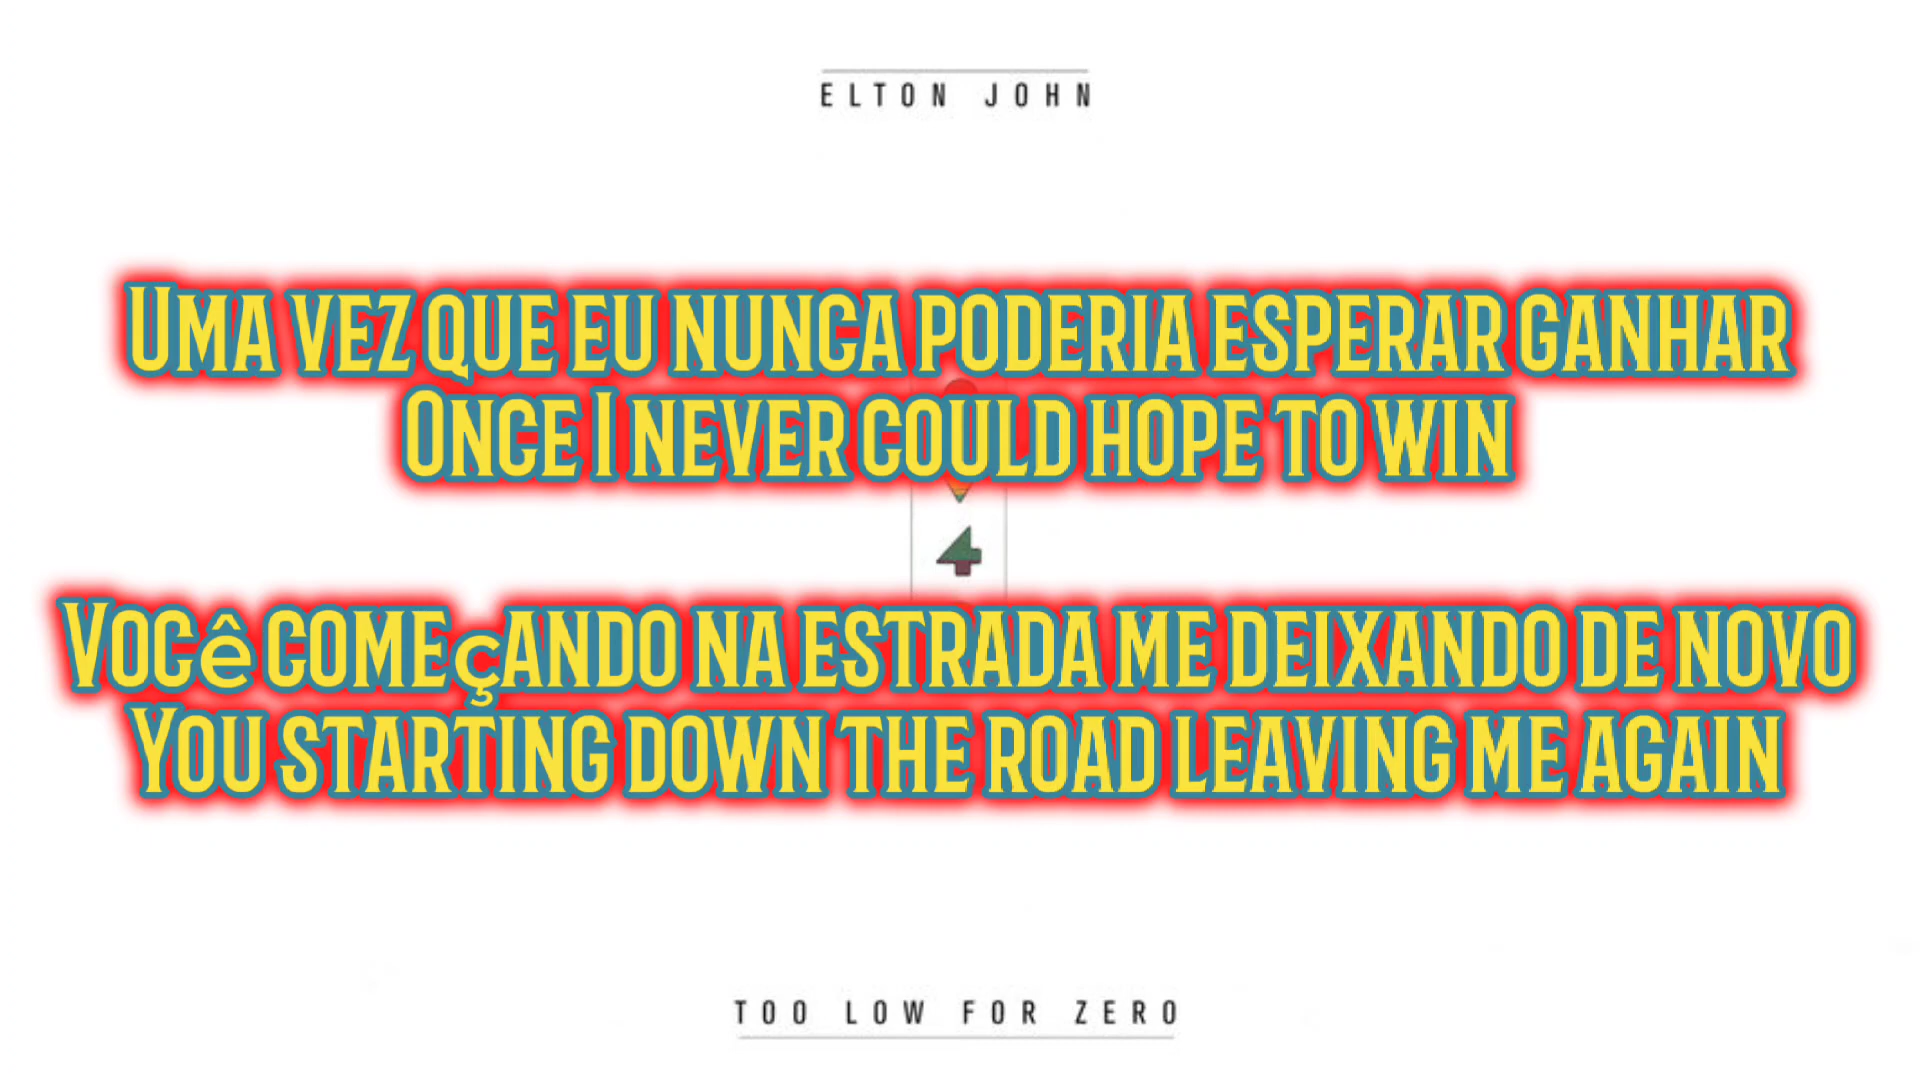 ELTON JOHN
Uma vez que eu nunca poderia esperar ganhar
Once I never could hope to win
4
Você começando na estrada me deixando de novo
You starting down the road leaving me again
TOO LOW FOR ZERO